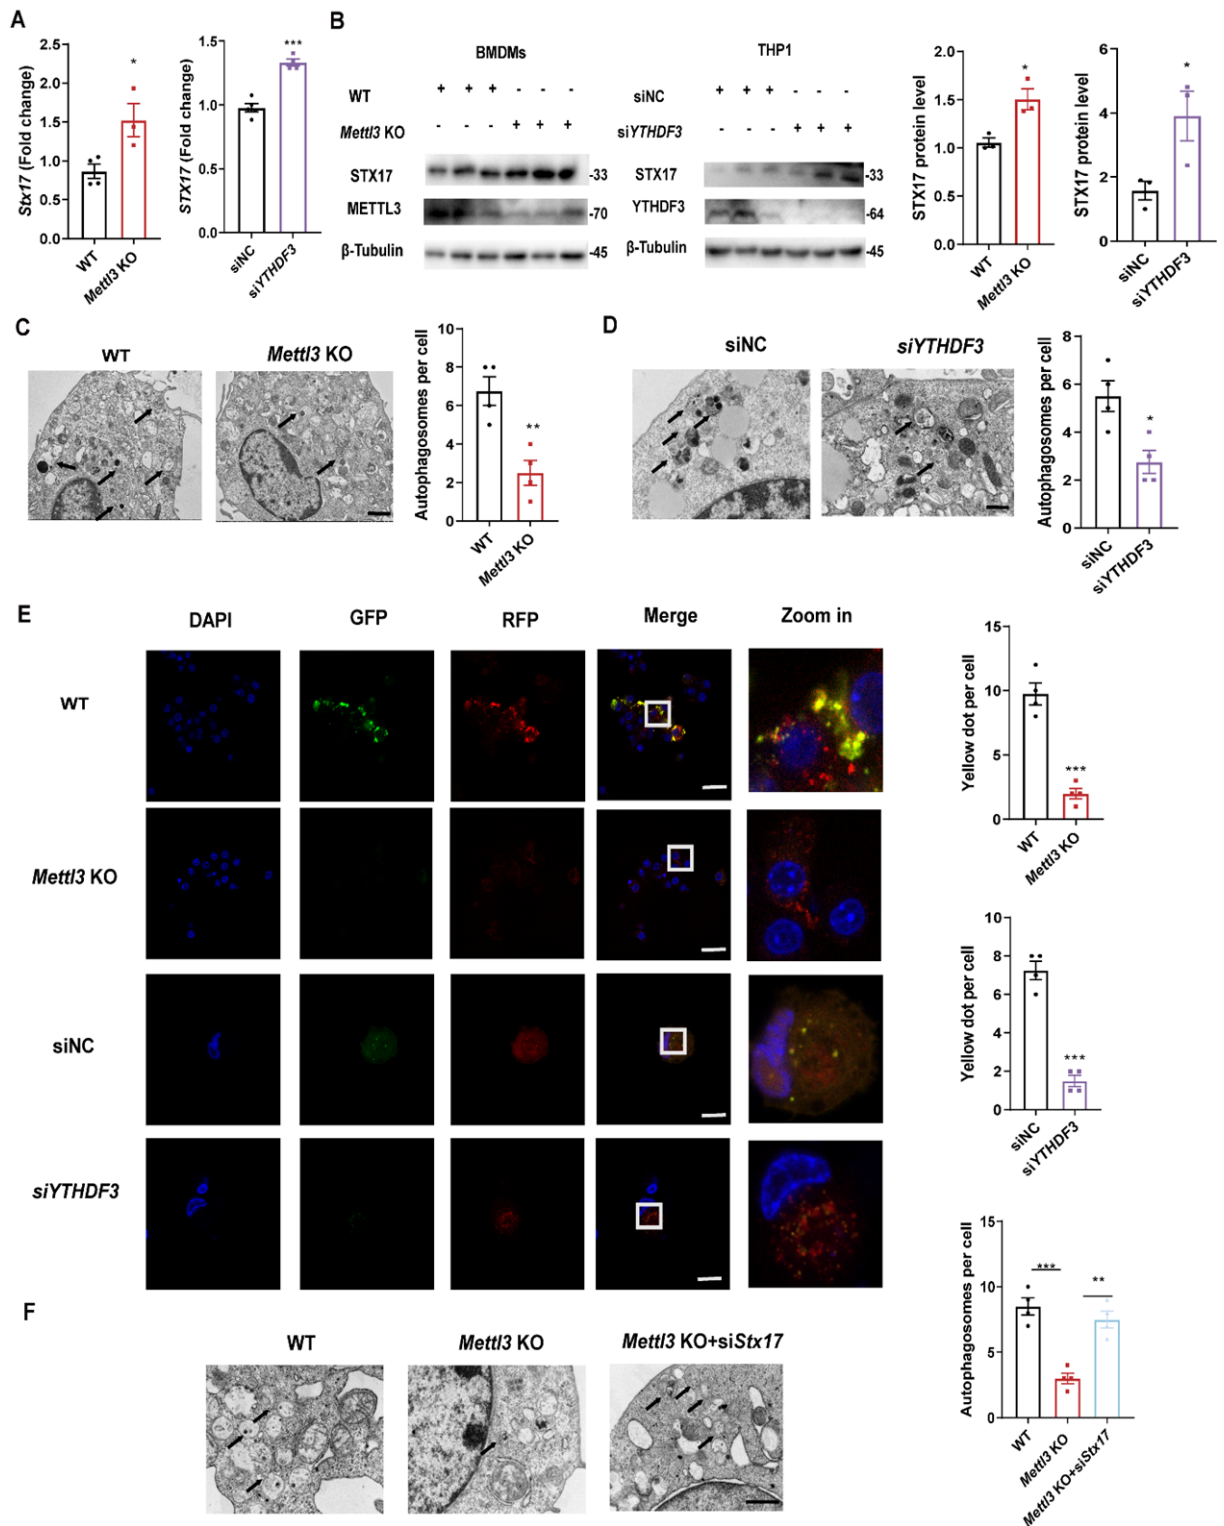 A
Stx17 (Fold change)
2.5
2.0
1.5
1.0
0.5
0.0
*
WT
Mettl3 KO
STX17 (Fold change)
1.5
1.0
0.5
0.0
***
siNC
siYTHDF3
B
BMDMs
WT + + + - - -
Mettl3 KO - - - + + +
STX17 -33
METTL3 -70
β-Tubulin -45
THP1
siNC + + + - - -
siYTHDF3 - - - + + +
STX17 -33
YTHDF3 -64
β-Tubulin -45
STX17 protein level
2.0
1.5
1.0
0.5
0.0
*
WT
Mettl3 KO
STX17 protein level
6
4
2
0
*
siNC
siYTHDF3
C
WT
Mettl3 KO
Autophagosomes per cell
10
8
6
4
2
0
**
WT
Mettl3 KO
D
siNC
siYTHDF3
Autophagosomes per cell
8
6
4
2
0
*
siNC
siYTHDF3
E
DAPI GFP RFP Merge Zoom in
WT
Mettl3 KO
siNC
siYTHDF3
Yellow dot per cell
15
10
5
0
***
WT
Mettl3 KO
Yellow dot per cell
10
8
6
4
2
0
***
siNC
siYTHDF3
F
WT
Mettl3 KO
Mettl3 KO+siStx17
Autophagosomes per cell
15
10
5
0
***
**
WT
Mettl3 KO
Mettl3 KO+siStx17